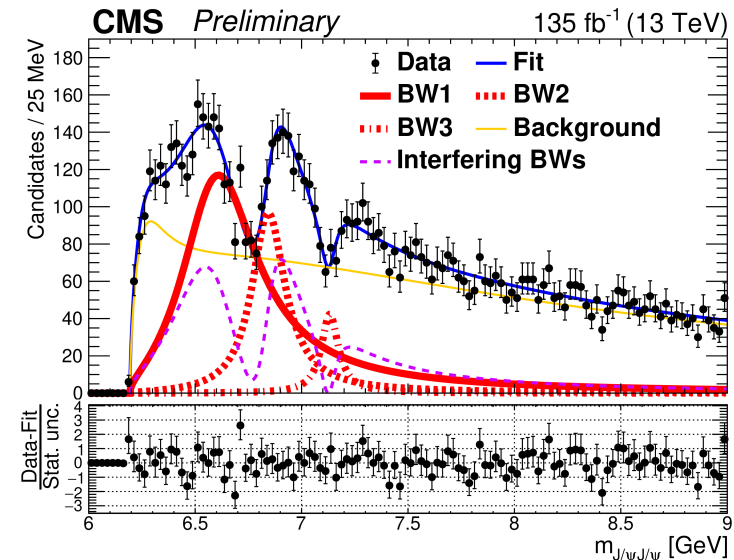 CMS Preliminary 135 fb⁻¹ (13 TeV)
Candidates / 25 MeV
180
160
140
120
100
80
60
40
20
0
Data Fit
BW1 BW2
BW3 Background
Interfering BWs
Data-Fit
Stat. unc.
4
3
2
1
0
−1
−2
−3
6 6.5 7 7.5 8 8.5 9
m_J/ψJ/ψ [GeV]